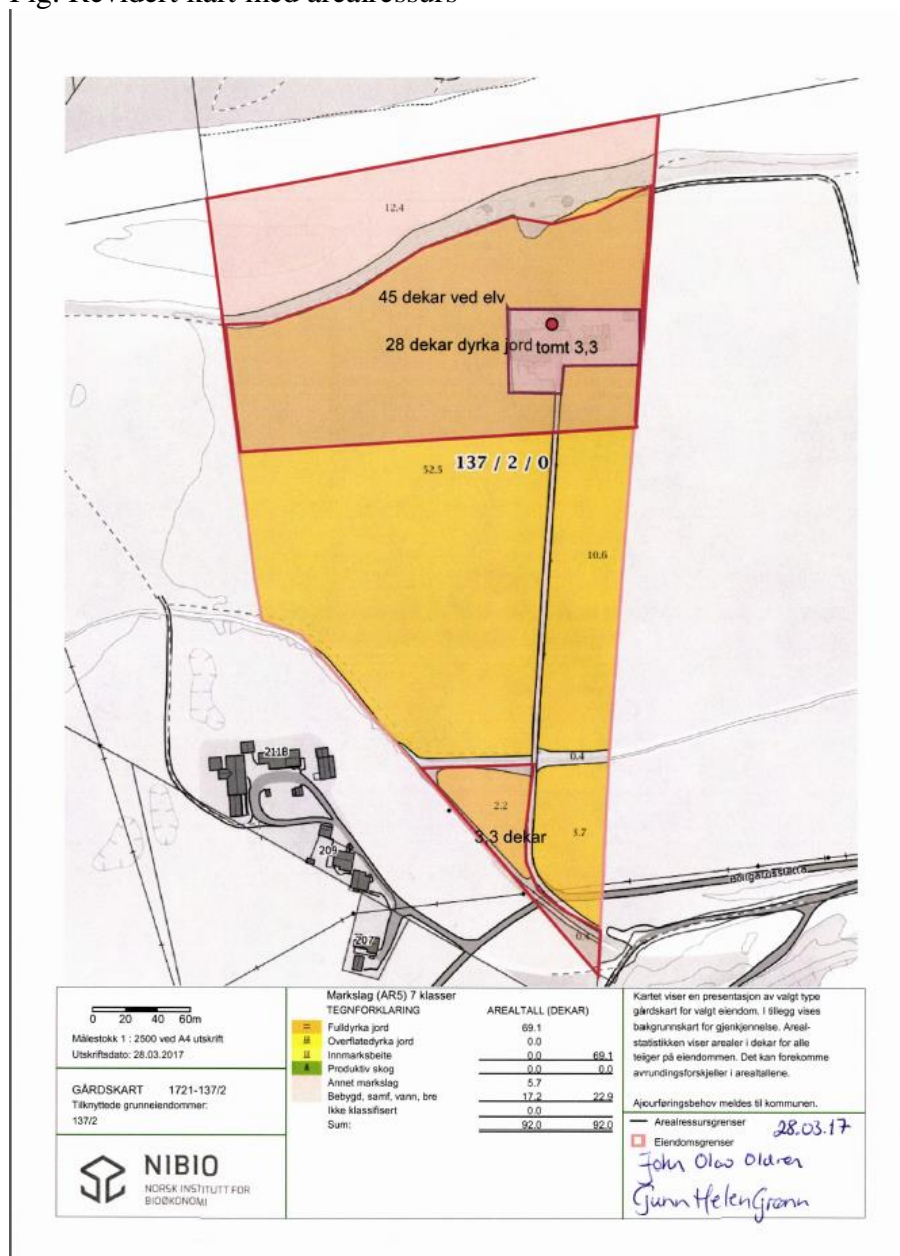 Fig: Revidert kart med arealressurs
12.4
45 dekar ved elv
28 dekar dyrka jord tomt 3,3
52.5
137 / 2 / 0
10.6
211B
0.4
2.2
3.3 dekar
3.7
209
207
0.4
0 20 40 60m
Målestokk 1 : 2500 ved A4 utskrift
Utskriftsdato: 28.03.2017
GÅRDSKART 1721-137/2
Tilknyttede grunneiendommer:
137/2
NIBIO
NORSK INSTITUTT FOR
BIOØKONOMI
Markslag (AR5) 7 klasser
TEGNFORKLARING AREALTALL (DEKAR)
Fulldyrka jord 69.1
Overflatedyrka jord 0.0
Innmarksbeite 0.0 69.1
Produktiv skog 0.0 0.0
Annet markslag 5.7
Bebygd, samf, vann, bre 17.2 22.9
Ikke klassifisert 0.0
Sum: 92.0 92.0
Kartet viser en presentasjon av valgt type
gårdskart for valgt eiendom. I tillegg vises
bakgrunnskart for gjenkjennelse. Areal-
statistikken viser arealer i dekar for alle
teiger på eiendommen. Det kan forekomme
avrundingsforskjeller i arealtallene.
Ajourføringsbehov meldes til kommunen.
Arealressursgrenser
Eiendomsgrenser
28.03.17
John Olav Oldren
Gunn Helen Grønn